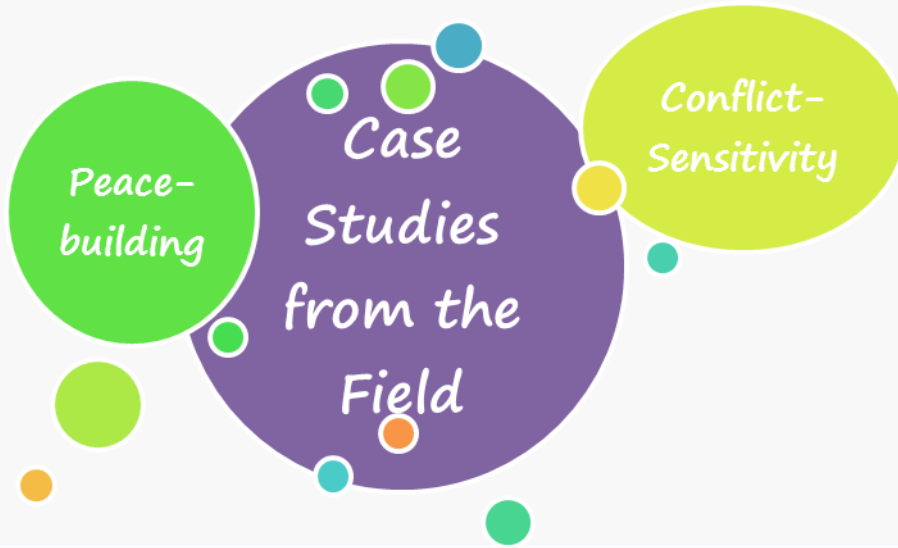 Peace-
building
Case
Studies
from the
Field
Conflict-
Sensitivity